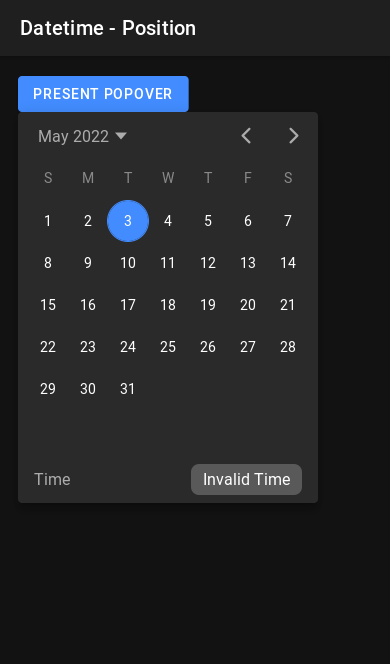 Datetime - Position
PRESENT POPOVER
May 2022
S M T W T F S
1 2 3 4 5 6 7
8 9 10 11 12 13 14
15 16 17 18 19 20 21
22 23 24 25 26 27 28
29 30 31
Time Invalid Time